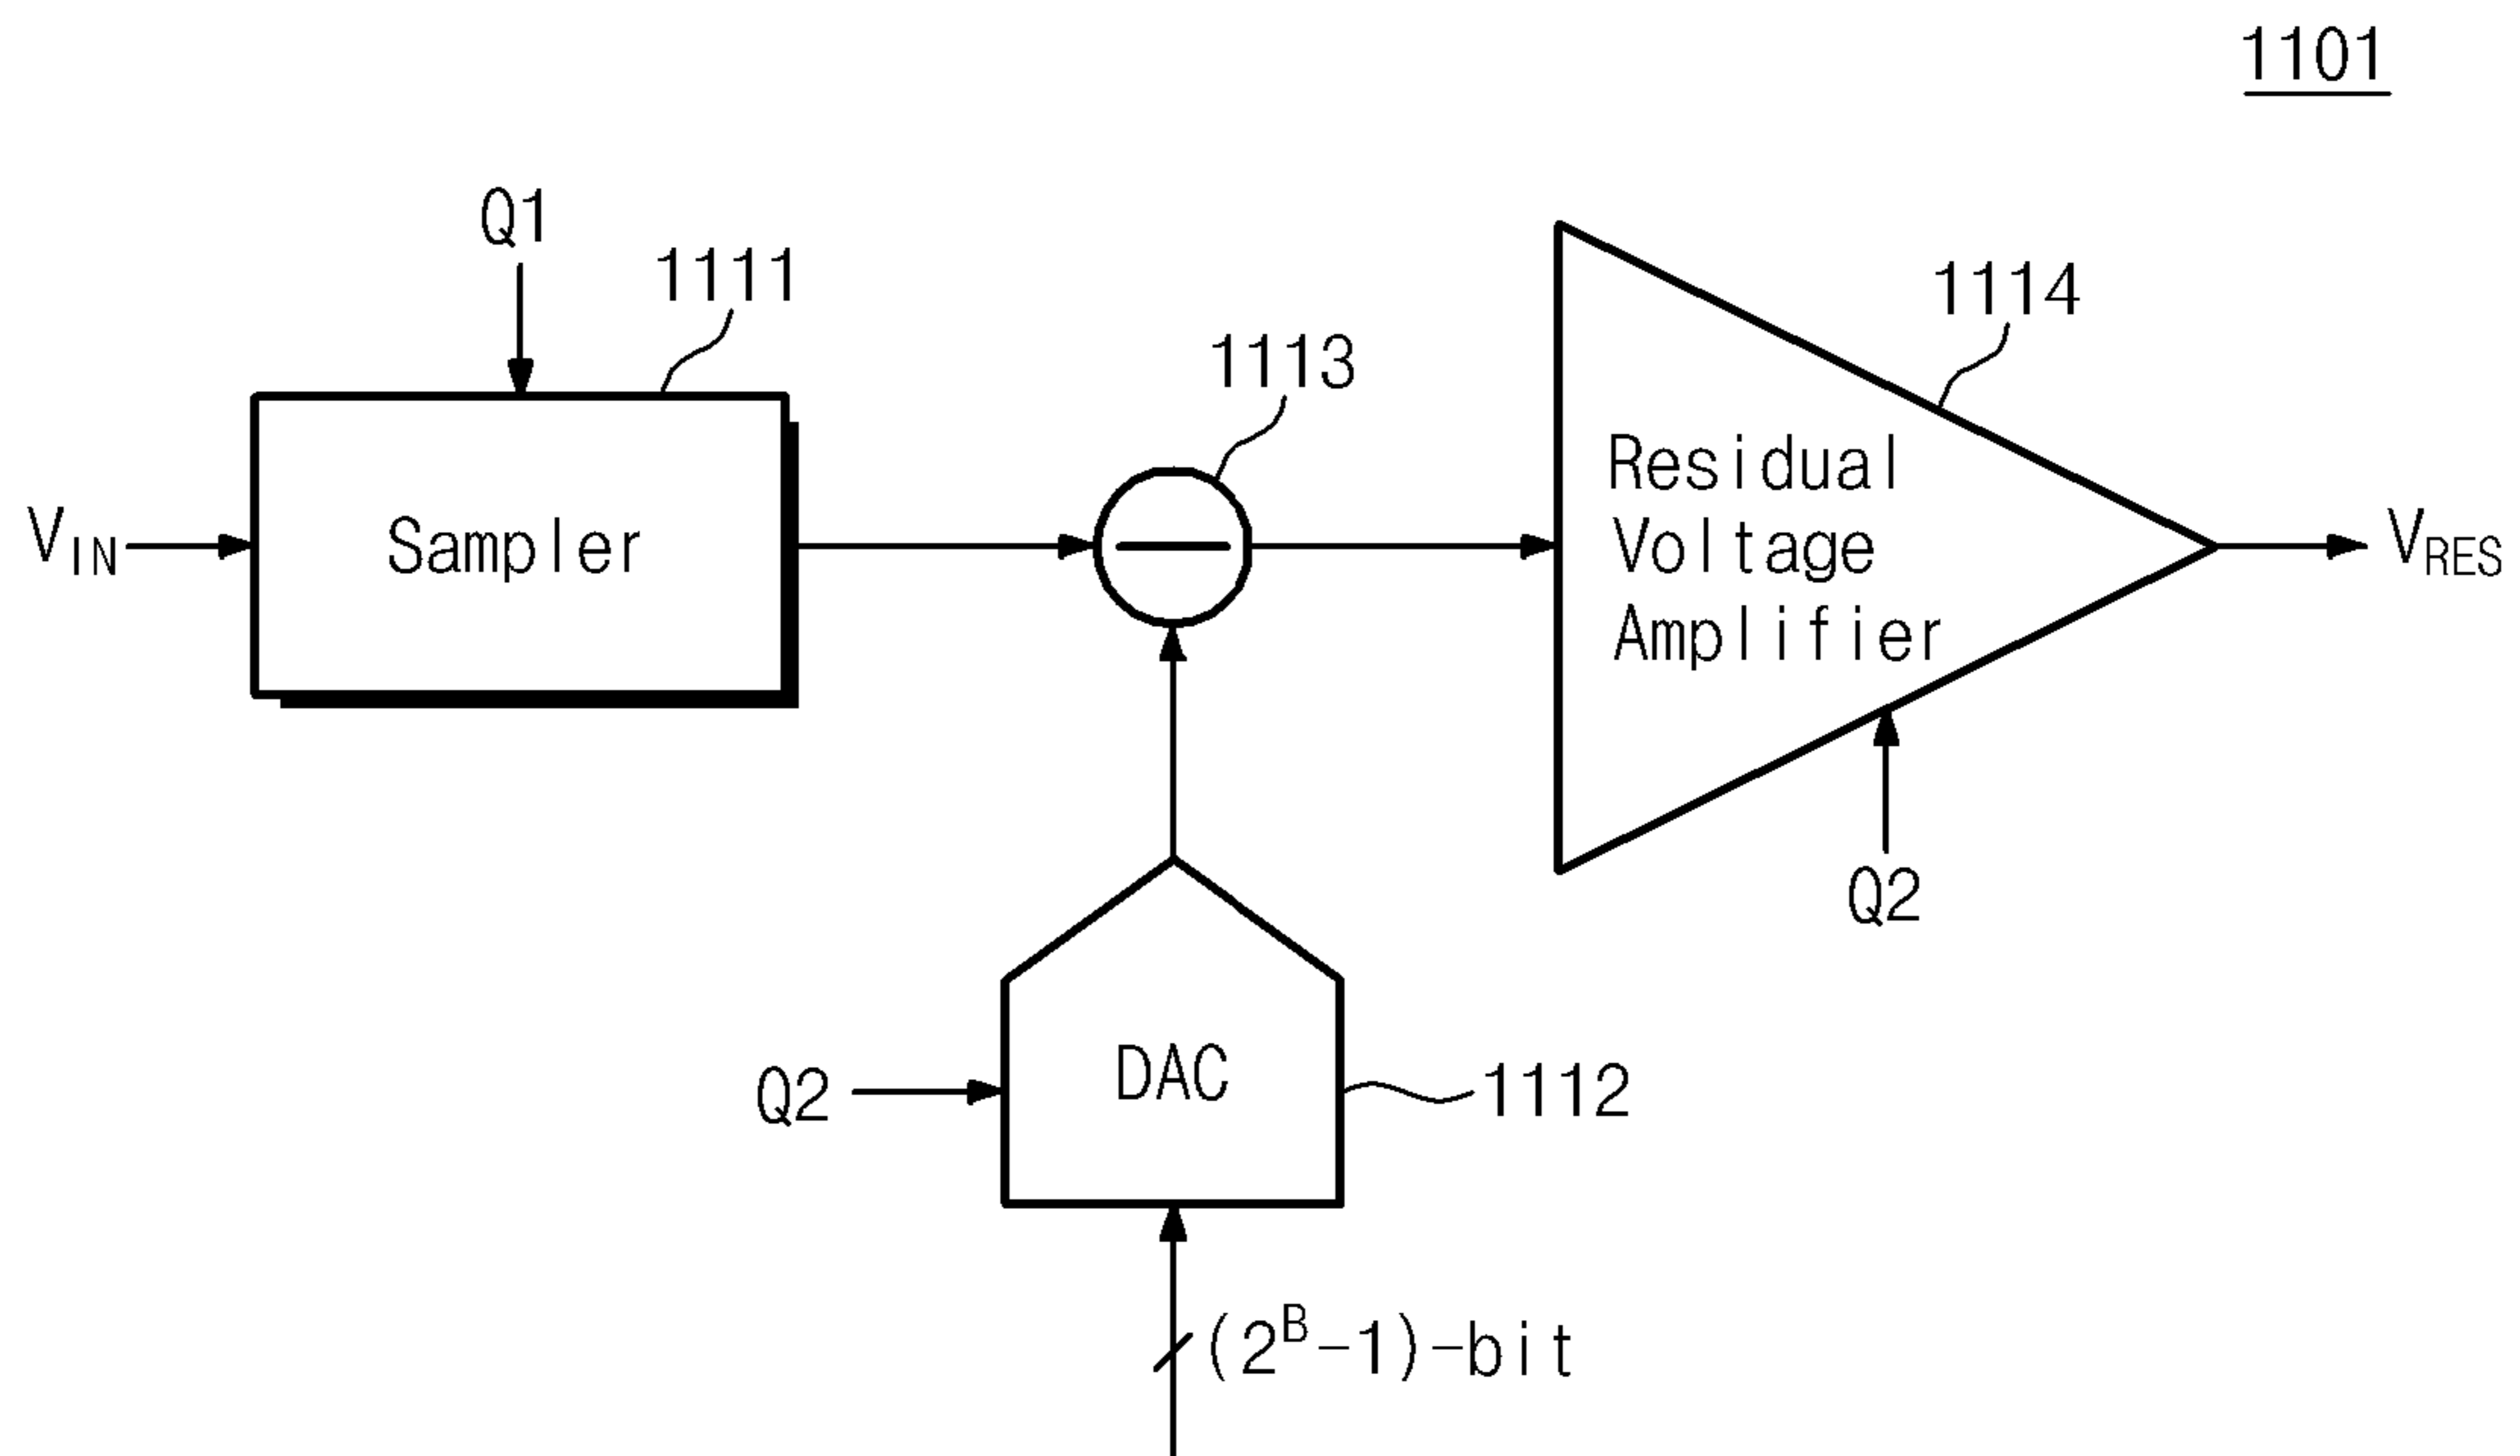 1101
Q1
1111
1113
1114
V_IN
Sampler
Residual
Voltage
Amplifier
V_RES
Q2
Q2
DAC
1112
(2^B-1)-bit